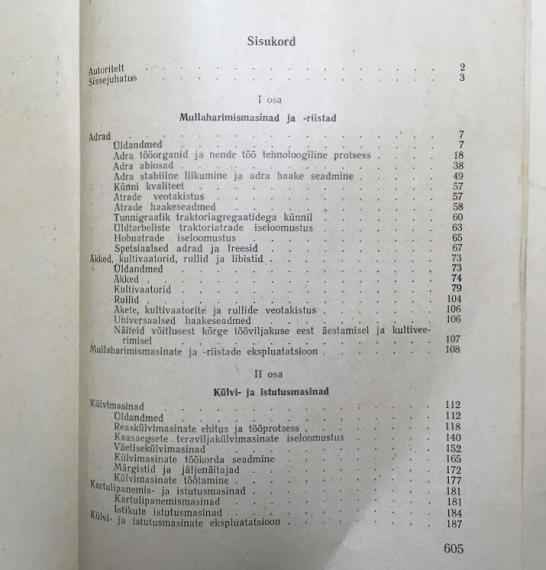 Sisukord
Autoritelt . . . . . . . . . . . . . . . . 2
Sissejuhatus . . . . . . . . . . . . . . . . 3
I osa
Mullaharimismasinad ja -riistad
Adrad . . . . . . . . . . . . . . . . 7
Üldandmed . . . . . . . . . . . . . . 7
Adra tööorganid ja nende töö tehnoloogiline protsess . . . . 18
Adra abiosad . . . . . . . . . . . . . . 38
Adra stabiilne liikumine ja adra haake seadmine . . . . . 49
Künni kvaliteet . . . . . . . . . . . . . 57
Atrade veotakistus . . . . . . . . . . . . 57
Atrade haakeseadmed . . . . . . . . . . . 58
Tunnigraafik traktoriagregaatidega künnil . . . . . . . 60
Üldtarbeliste traktoriatrade iseloomustus . . . . . . . 63
Hobuatrade iseloomustus . . . . . . . . . . 65
Spetsiaalsed adrad ja freesid . . . . . . . . . 67
Äkked, kultivaatorid, rullid ja libistid . . . . . . . . . 73
Üldandmed . . . . . . . . . . . . . . 73
Äkked . . . . . . . . . . . . . . . 74
Kultivaatorid . . . . . . . . . . . . . 79
Rullid . . . . . . . . . . . . . . . 104
Äkete, kultivaatorite ja rullide veotakistus . . . . . . 106
Universaalsed haakeseadmed . . . . . . . . . 106
Näiteid võitlusest kõrge tööviljakuse eest äestamisel ja kultivee-
rimisel . . . . . . . . . . . . . . 107
Mullaharimismasinate ja -riistade ekspluatatsioon . . . . . . 108
II osa
Külvi- ja istutusmasinad
Külvimasinad . . . . . . . . . . . . . . 112
Üldandmed . . . . . . . . . . . . . . 112
Reaskülvimasinate ehitus ja tööprotsess . . . . . . . 118
Kaasaegsete teraviljakülvimasinate iseloomustus . . . . . 140
Väetisekülvimasinad . . . . . . . . . . . 152
Külvimasinate töökorda seadmine . . . . . . . . 165
Märgistid ja jäljenäitajad . . . . . . . . . . 172
Külvimasinate töötamine . . . . . . . . . . 177
Kartulipanemis- ja istutusmasinad . . . . . . . . . 181
Kartulipanemismasinad . . . . . . . . . . 181
Istikute istutusmasinad . . . . . . . . . . 184
Külvi- ja istutusmasinate ekspluatatsioon . . . . . . . . 187
605